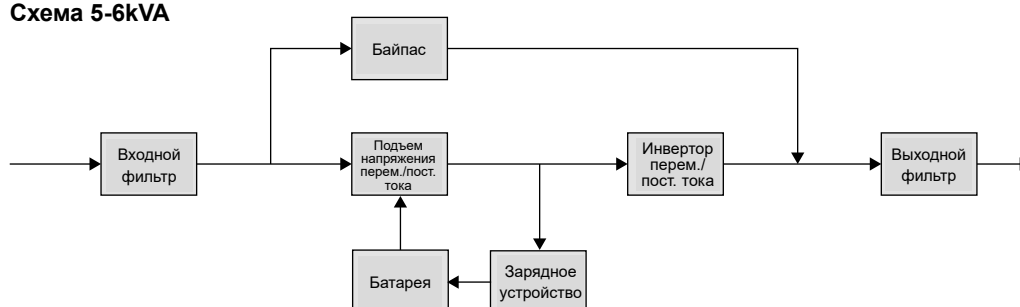 Схема 5-6kVA
Байпас
Входной
фильтр
Подъем
напряжения
перем./пост.
тока
Инвертор
перем./
пост. тока
Выходной
фильтр
Батарея
Зарядное
устройство